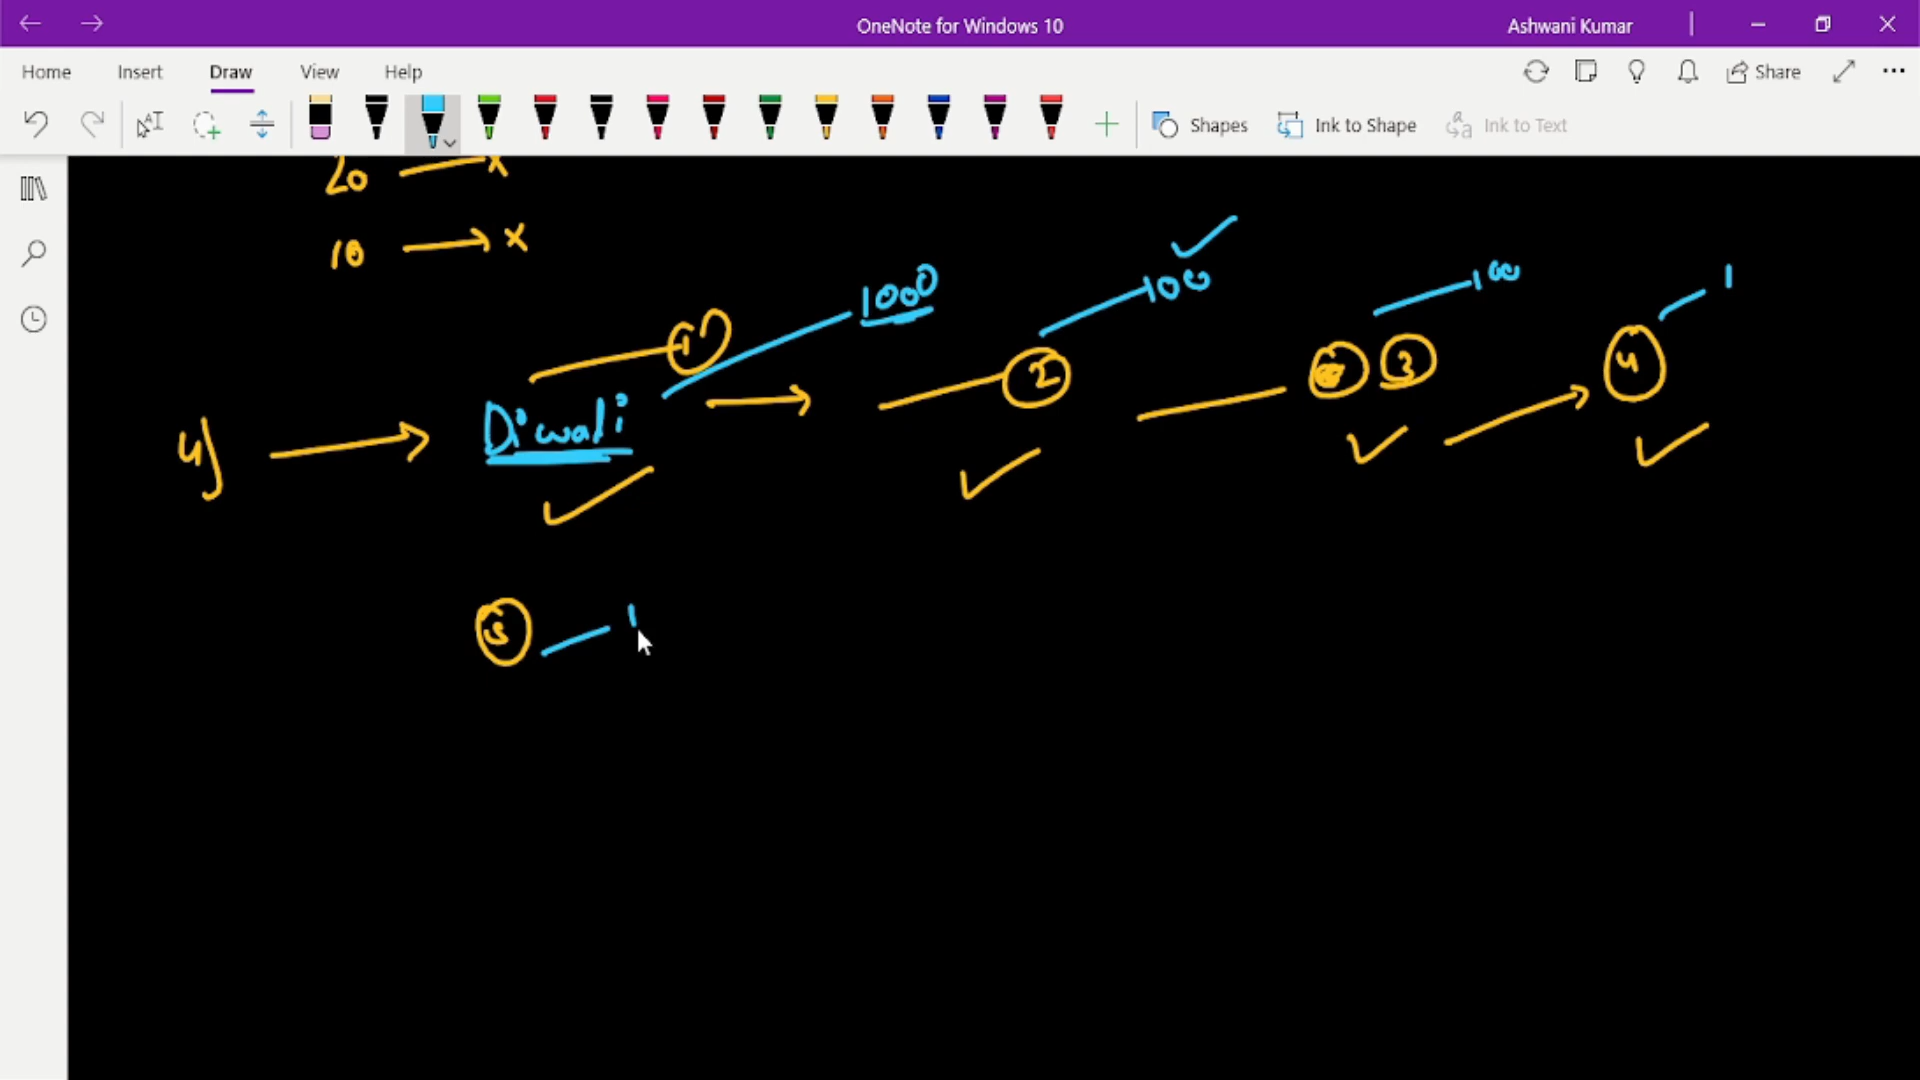 OneNote for Windows 10
Ashwani Kumar
Home Insert Draw View Help
Share
Shapes Ink to Shape Ink to Text
20 — x
10 → x
1000 100 100 1
1 2 3 4
4) → Diwali →
5 — 1